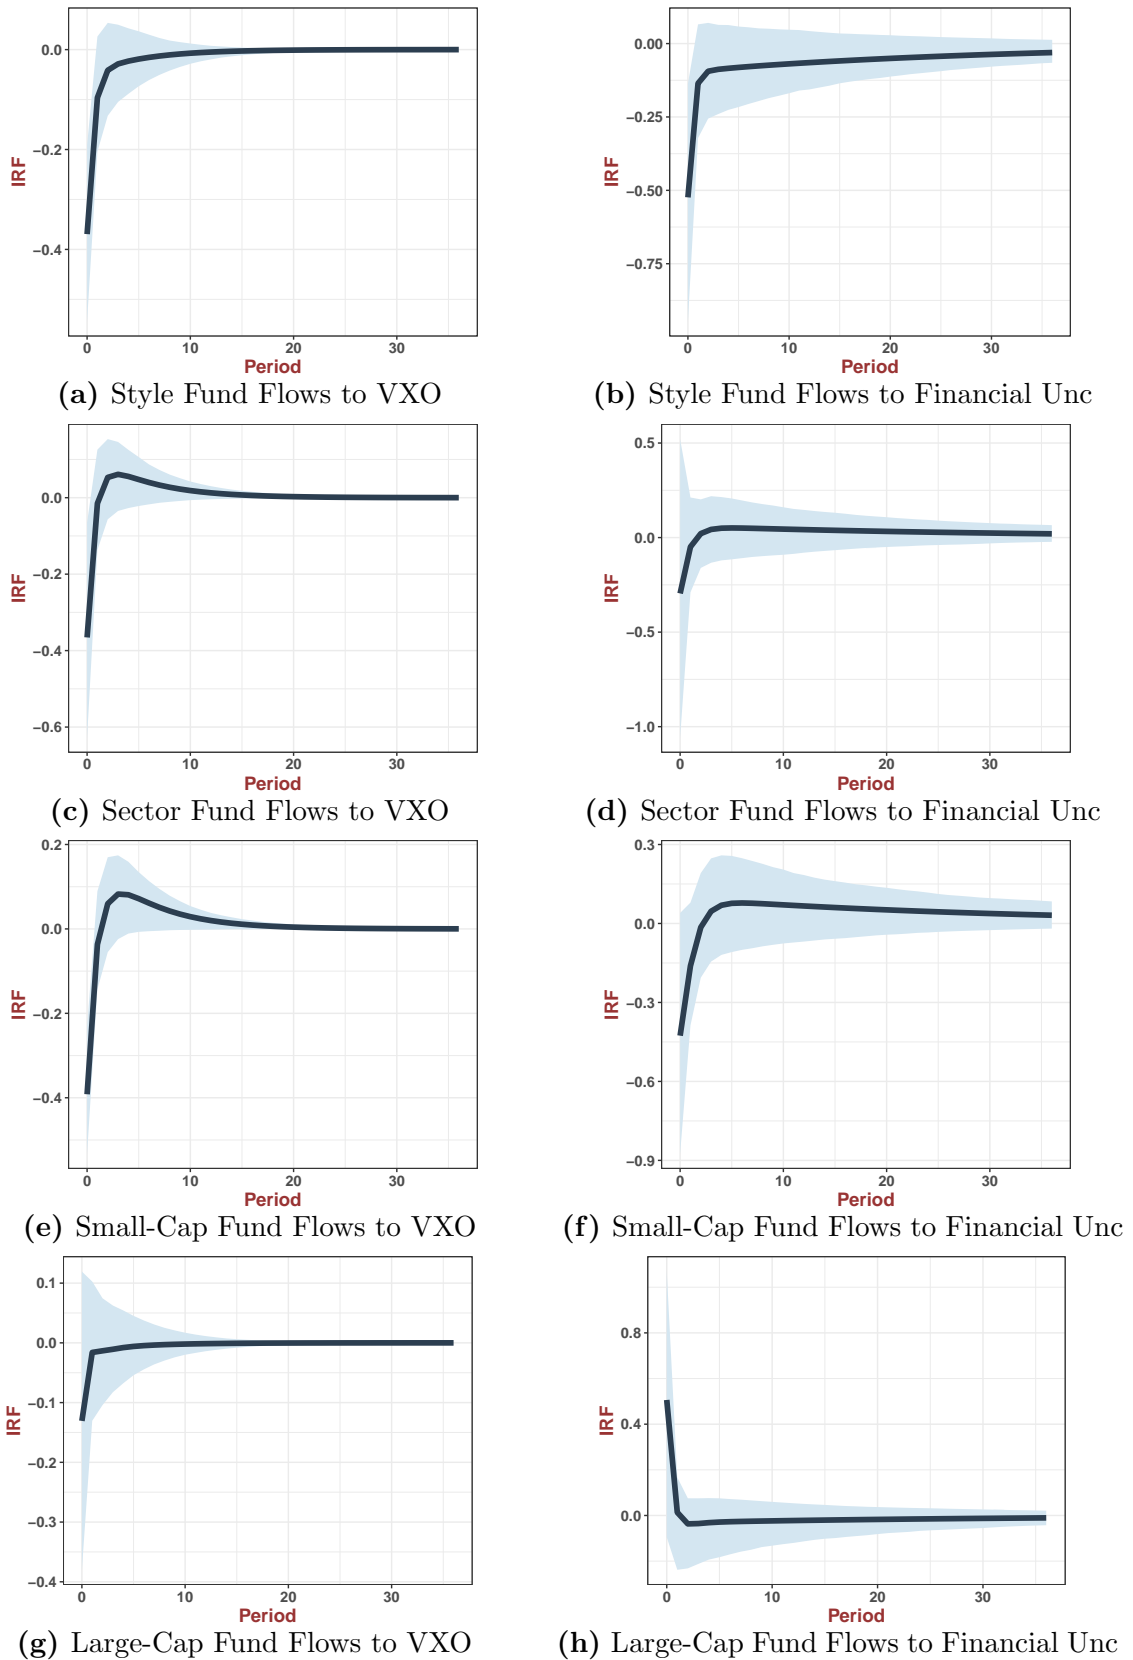 0.0
−0.2
−0.4
IRF
0 10 20 30
Period
(a) Style Fund Flows to VXO
0.00
−0.25
−0.50
−0.75
IRF
0 10 20 30
Period
(b) Style Fund Flows to Financial Unc
0.0
−0.2
−0.4
−0.6
IRF
0 10 20 30
Period
(c) Sector Fund Flows to VXO
0.5
0.0
−0.5
−1.0
IRF
0 10 20 30
Period
(d) Sector Fund Flows to Financial Unc
0.2
0.0
−0.2
−0.4
IRF
0 10 20 30
Period
(e) Small-Cap Fund Flows to VXO
0.3
0.0
−0.3
−0.6
−0.9
IRF
0 10 20 30
Period
(f) Small-Cap Fund Flows to Financial Unc
0.1
0.0
−0.1
−0.2
−0.3
−0.4
IRF
0 10 20 30
Period
(g) Large-Cap Fund Flows to VXO
0.8
0.4
0.0
IRF
0 10 20 30
Period
(h) Large-Cap Fund Flows to Financial Unc